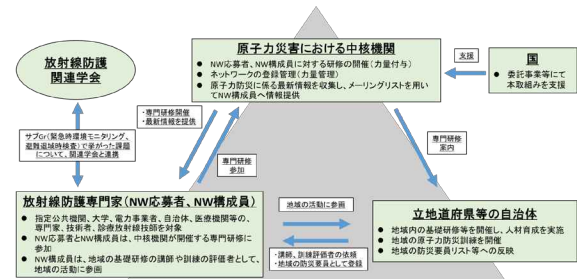 放射線防護
関連学会
原子力災害における中核機関
● NW応募者、NW構成員に対する研修の開催（力量付与）
● ネットワークの登録管理（力量管理）
● 原子力防災に係る最新情報を収集し、メーリングリストを用い
てNW構成員へ情報提供
支援
国
● 委託事業等にて
本取組みを支援
サブGr（緊急時環境モニタリング、
避難退域時検査）で挙がった課題
について、関連学会と連携
・専門研修開催
・最新情報を提供
専門研修
参加
専門研修
案内
放射線防護専門家（NW応募者、NW構成員）
● 指定公共機関、大学、電力事業者、自治体、医療機関等の、
専門家、技術者、診療放射線技師を対象
● NW応募者とNW構成員は、中核機関が開催する専門研修に
参加
● NW構成員は、地域の基礎研修の講師や訓練の評価者として、
地域の活動に参画
地域の活動に参画
・講師、訓練評価者の依頼
・地域の防災要員として登録
立地道府県等の自治体
● 地域内の基礎研修等を開催し、人材育成を実施
● 地域の原子力防災訓練を開催
● 地域の防災要員リスト等への反映